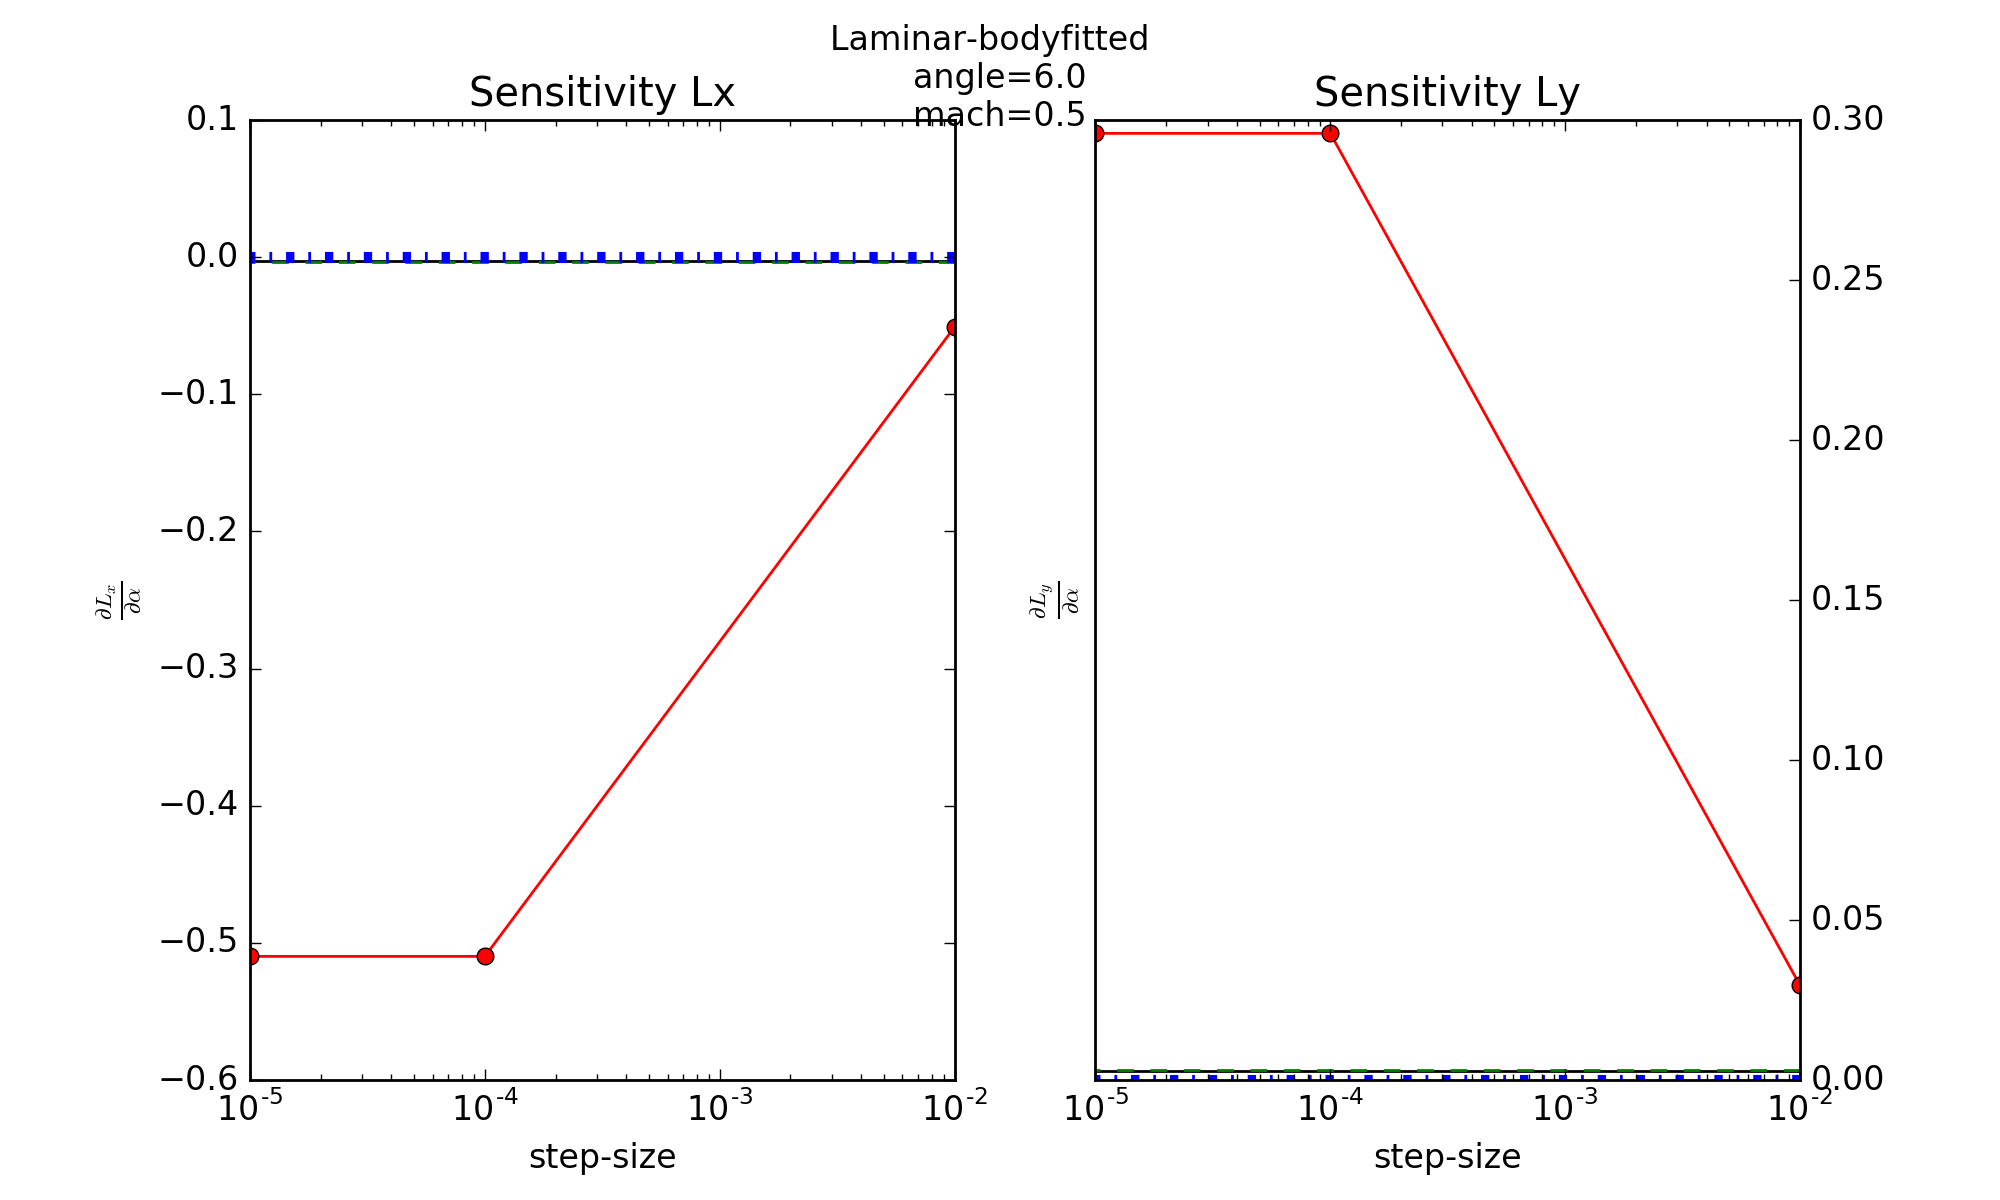 Laminar-bodyfitted
angle=6.0
mach=0.5
Sensitivity Lx
0.1
0.0
−0.1
−0.2
−0.3
−0.4
−0.5
−0.6
∂Lₓ/∂α
10⁻⁵ 10⁻⁴ 10⁻³ 10⁻²
step-size
Sensitivity Ly
0.30
0.25
0.20
0.15
0.10
0.05
0.00
∂L_y/∂α
10⁻⁵ 10⁻⁴ 10⁻³ 10⁻²
step-size